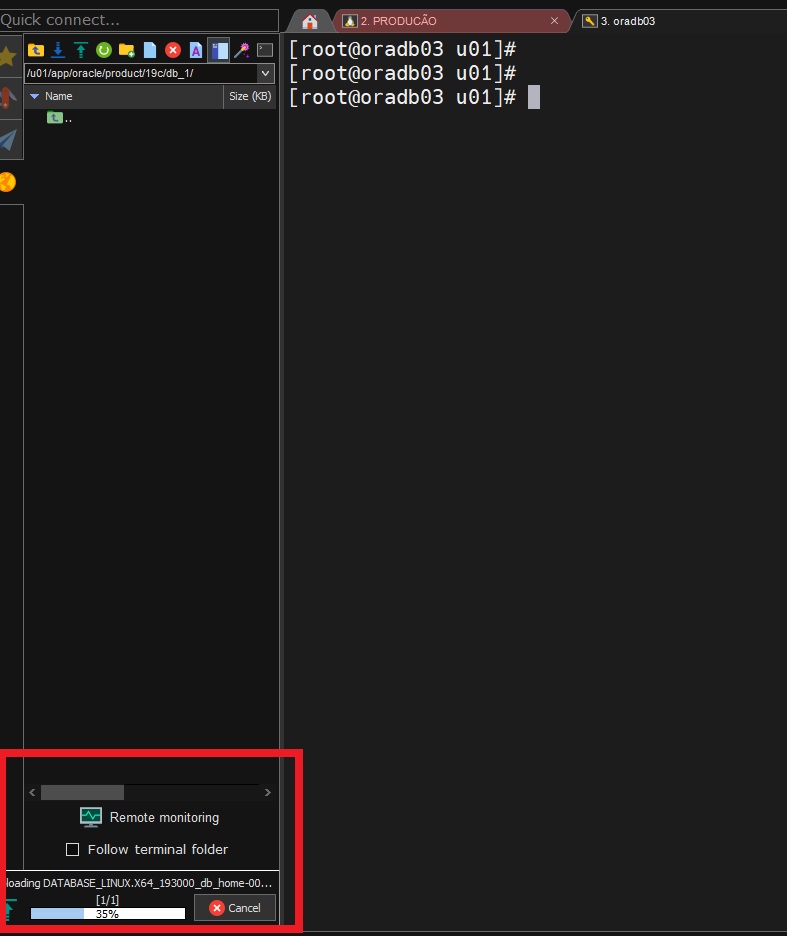 Quick connect...
2. PRODUCÃO
3. oradb03
/u01/app/oracle/product/19c/db_1/
Name
Size (KB)
..
[root@oradb03 u01]#
[root@oradb03 u01]#
[root@oradb03 u01]#
Remote monitoring
Follow terminal folder
loading DATABASE_LINUX.X64_193000_db_home-00...
[1/1]
35%
Cancel